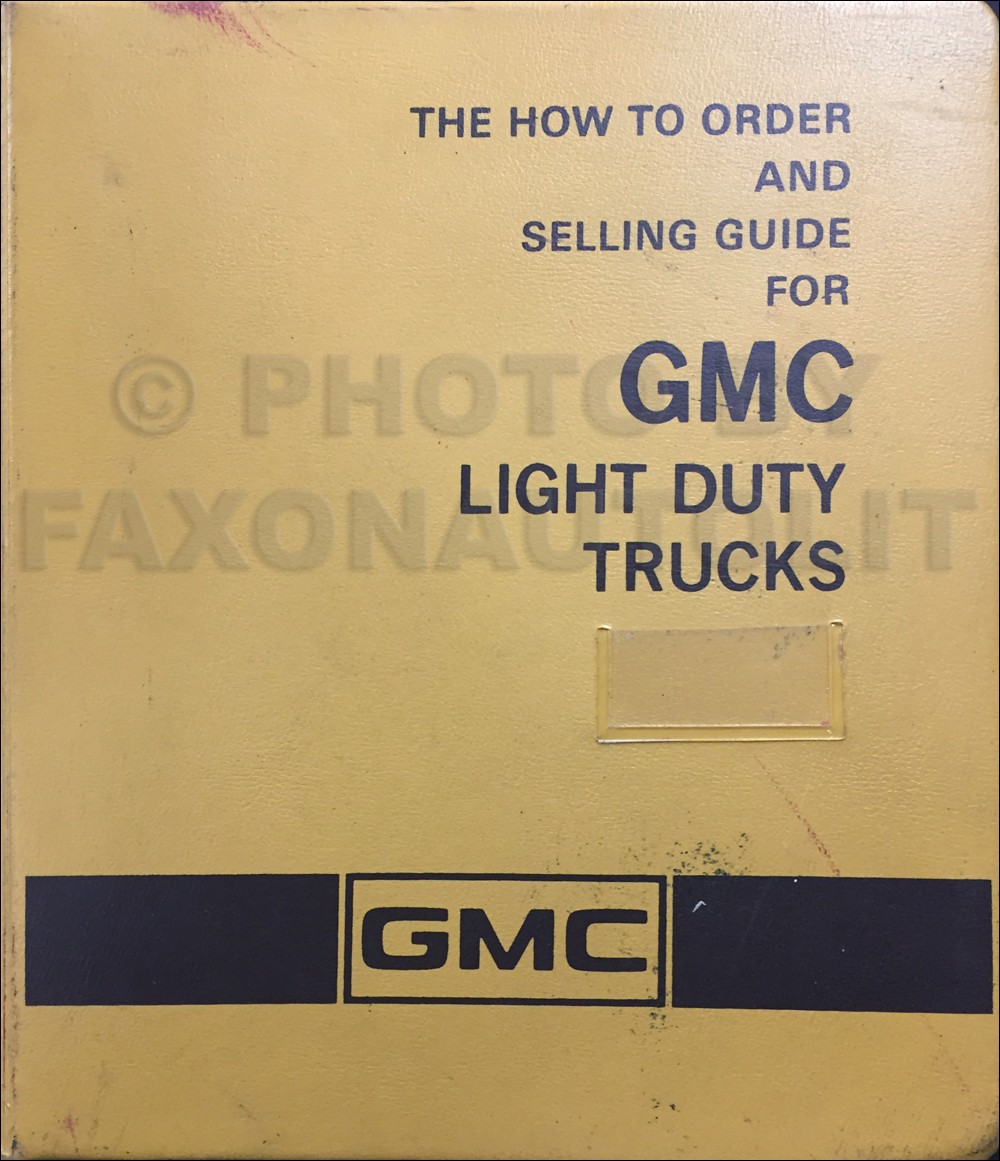 THE HOW TO ORDER
AND
SELLING GUIDE
FOR
GMC
© PHOTO BY
LIGHT DUTY
FAXONAUTOLIT
TRUCKS
GMC